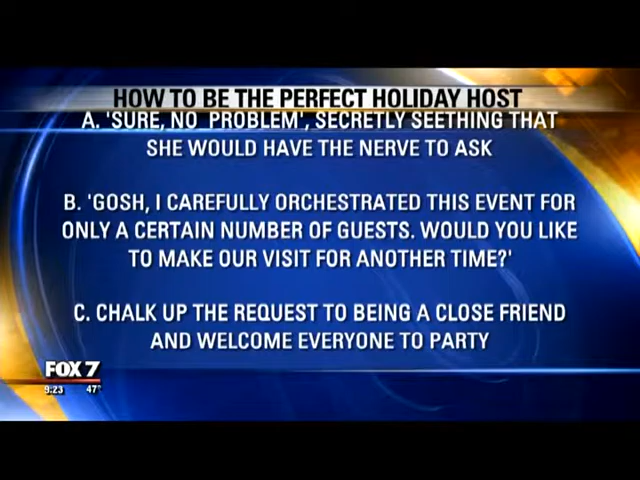 HOW TO BE THE PERFECT HOLIDAY HOST
A. 'SURE, NO PROBLEM', SECRETLY SEETHING THAT
SHE WOULD HAVE THE NERVE TO ASK
B. 'GOSH, I CAREFULLY ORCHESTRATED THIS EVENT FOR
ONLY A CERTAIN NUMBER OF GUESTS. WOULD YOU LIKE
TO MAKE OUR VISIT FOR ANOTHER TIME?'
C. CHALK UP THE REQUEST TO BEING A CLOSE FRIEND
AND WELCOME EVERYONE TO PARTY
FOX 7
9:23 47°